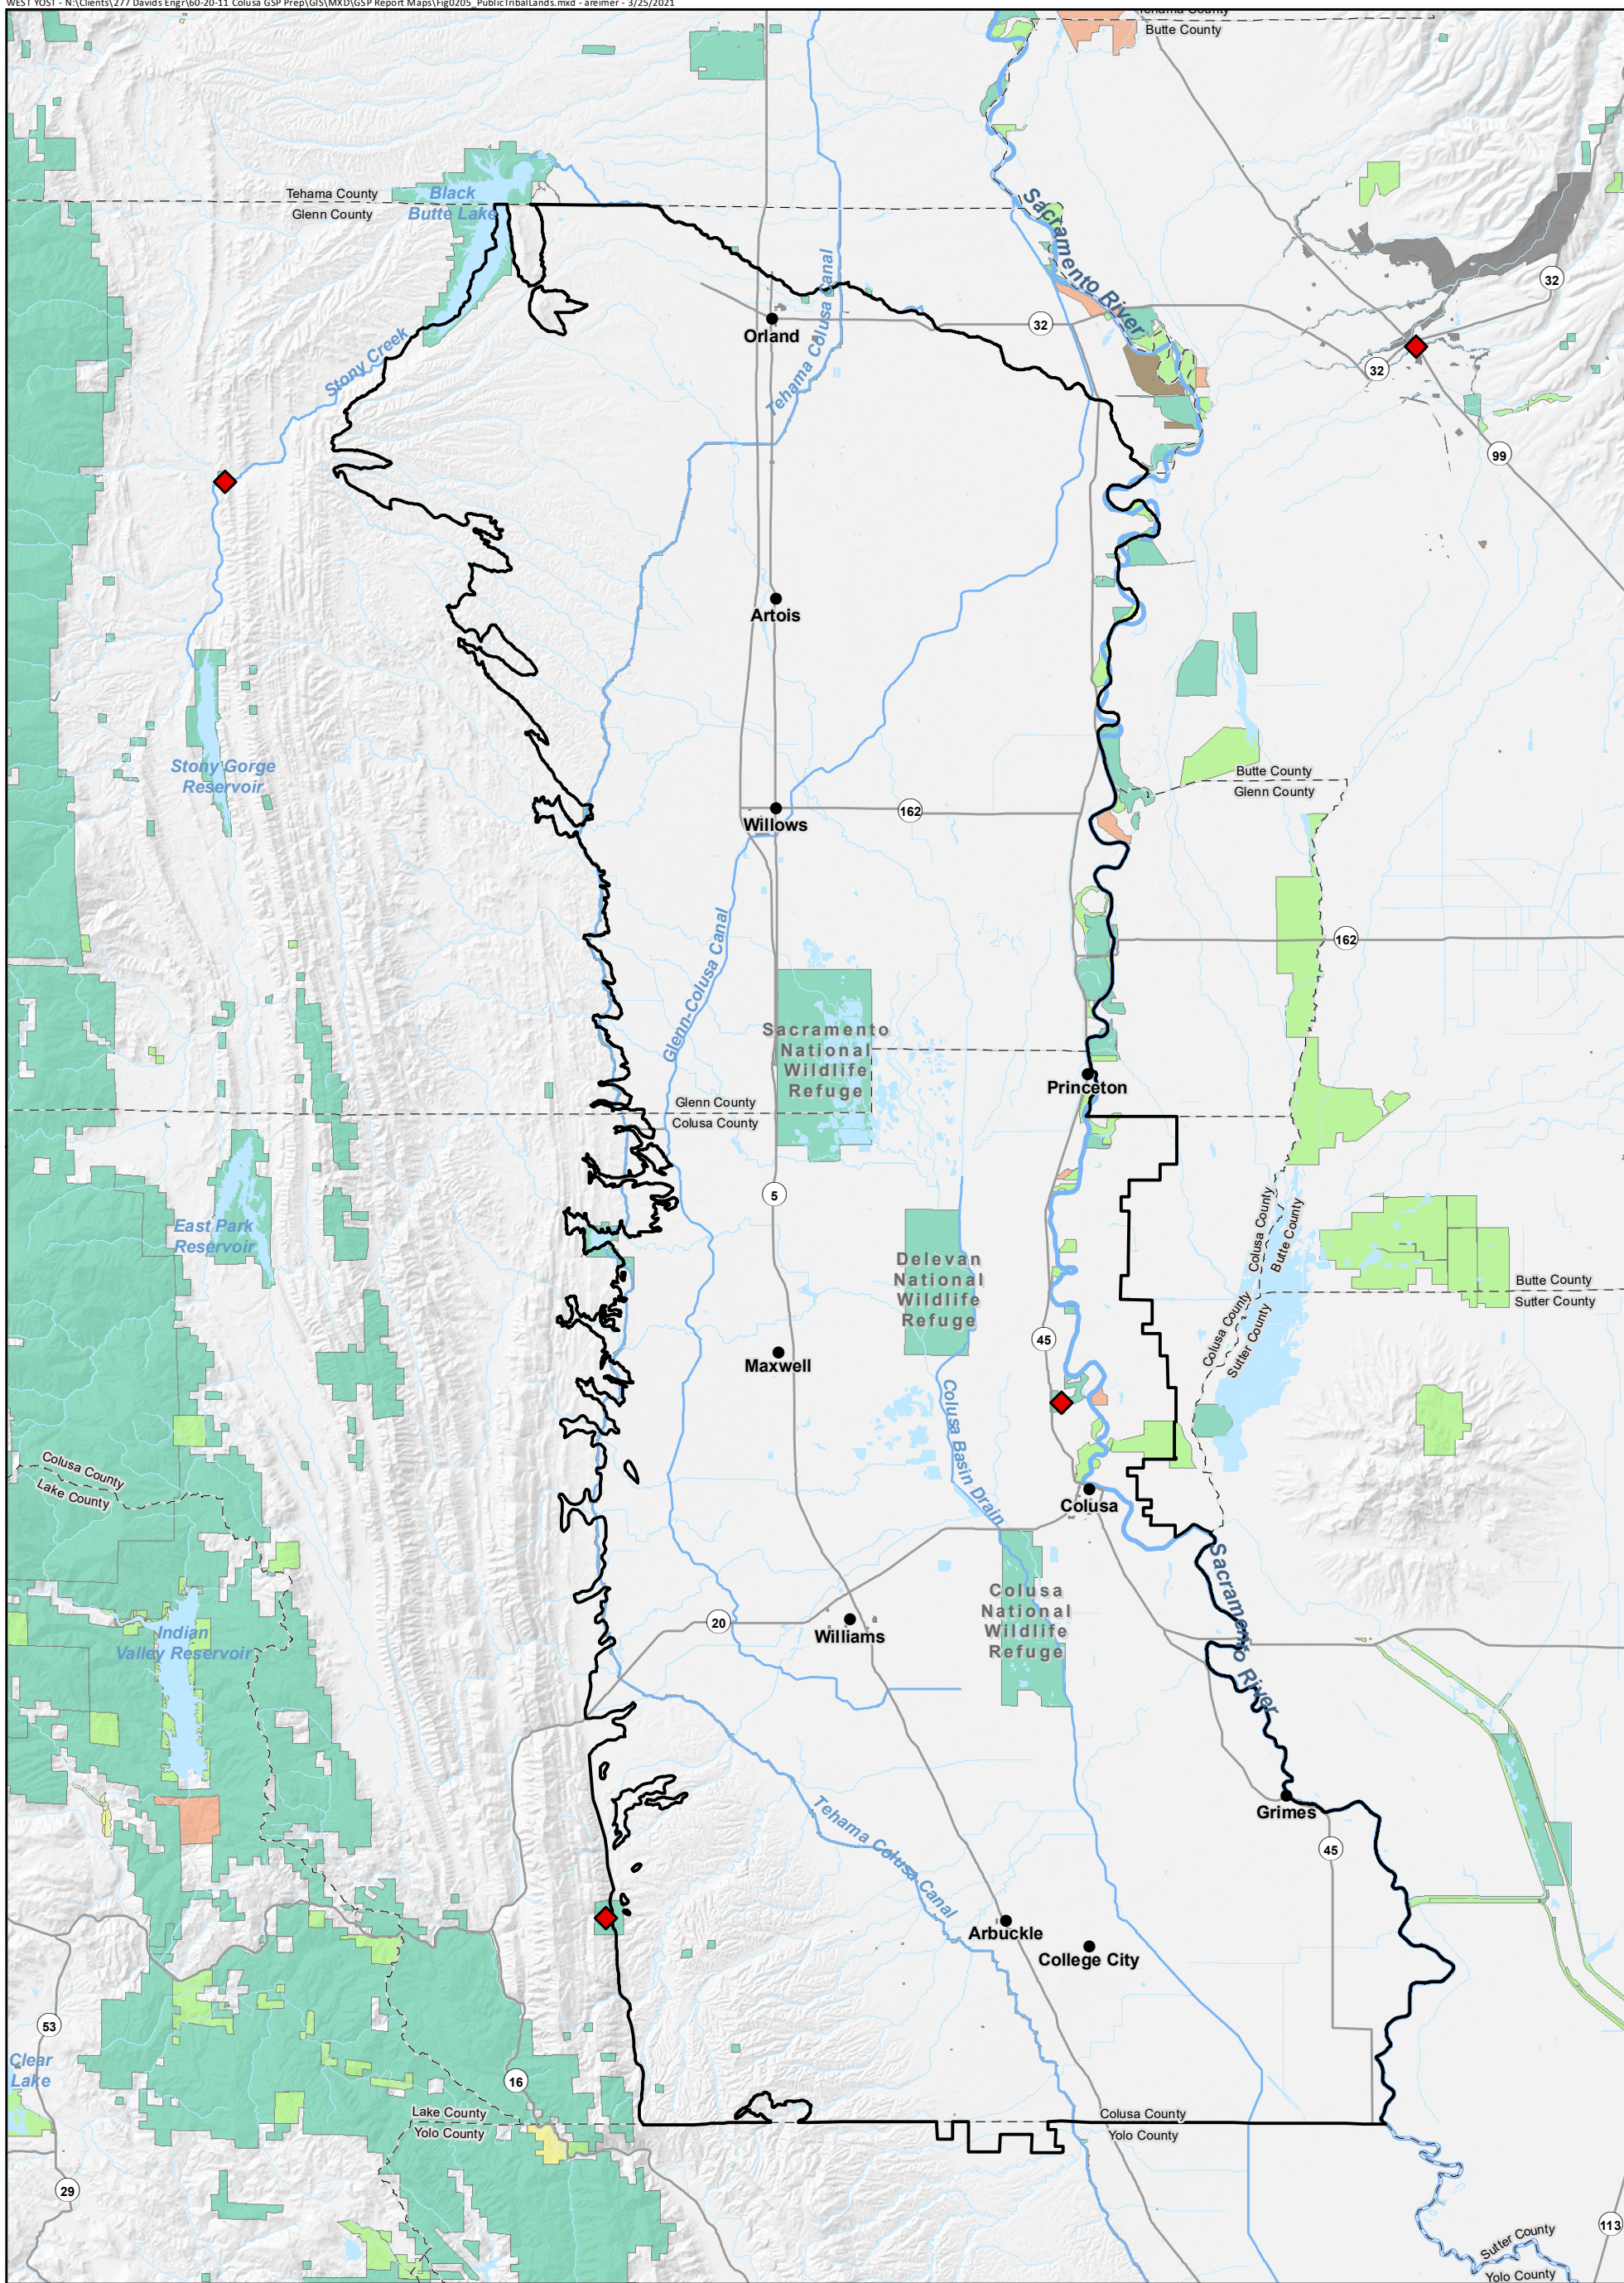 WEST YOST - N:\Clients\277 Davids Engr\60-20-11 Colusa GSP Prep\GIS\MXD\GSP Report Maps\Fig0205_PublicTribalLands.mxd - areimer - 3/25/2021
Tehama County
Butte County
Tehama County
Glenn County
Black
Butte Lake
Sacramento River
32
32
32
99
Orland
Tehama Colusa Canal
Stony Creek
Artois
Stony Gorge
Reservoir
Butte County
Glenn County
Willows
162
162
Glenn-Colusa Canal
Sacramento
National
Wildlife
Refuge
Princeton
Glenn County
Colusa County
5
East Park
Reservoir
Delevan
National
Wildlife
Refuge
Colusa County
Butte County
Butte County
Sutter County
Colusa County
Sutter County
45
Maxwell
Colusa Basin Drain
Colusa County
Lake County
Colusa
Sacramento River
Colusa
National
Wildlife
Refuge
20
Williams
Indian
Valley Reservoir
Grimes
45
Tehama Colusa Canal
Arbuckle
College City
53
Clear
Lake
16
Lake County
Yolo County
Colusa County
Yolo County
29
113
Sutter County
Yolo County